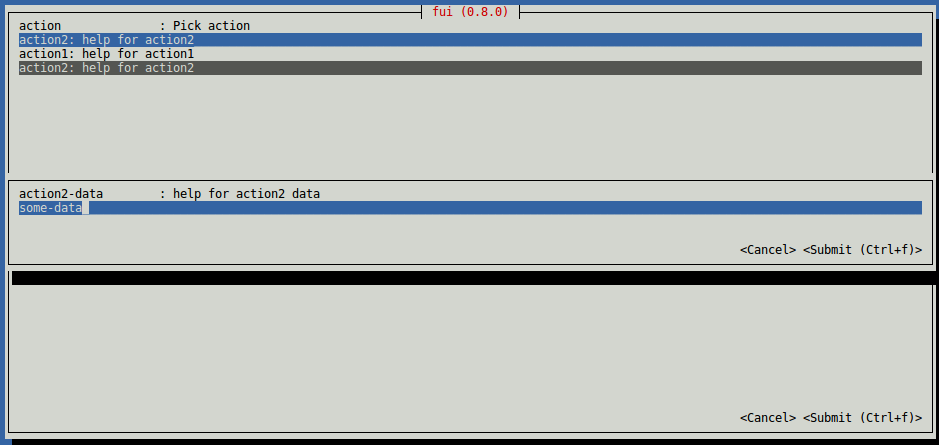 fui (0.8.0)
action : Pick action
action2: help for action2
action1: help for action1
action2: help for action2
action2-data : help for action2 data
some-data
<Cancel> <Submit (Ctrl+f)>
<Cancel> <Submit (Ctrl+f)>